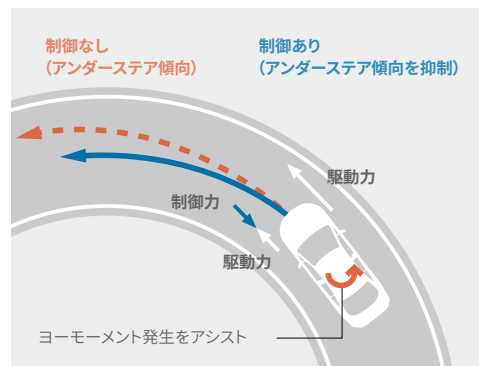 制御なし
（アンダーステア傾向）
制御あり
（アンダーステア傾向を抑制）
駆動力
制御力
駆動力
ヨーモーメント発生をアシスト